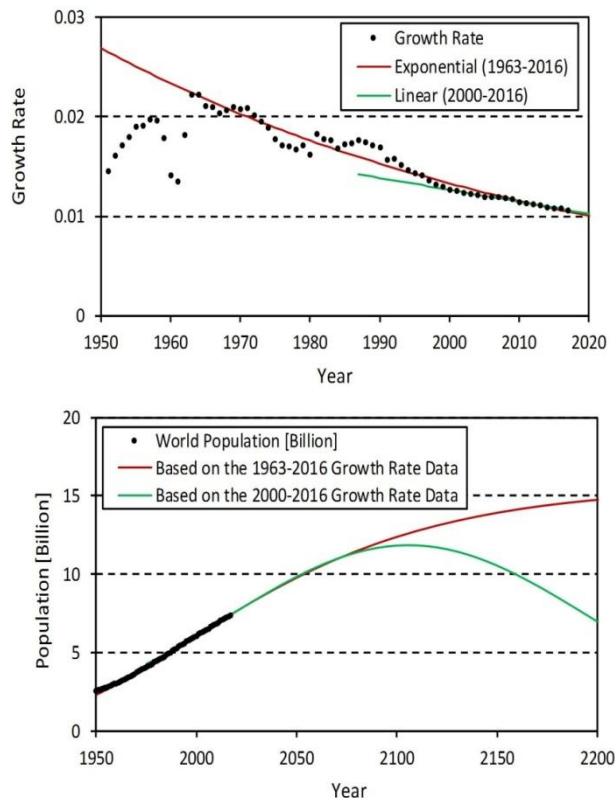 0.03
Growth Rate
Exponential (1963-2016)
Linear (2000-2016)
0.02
0.01
0
Growth Rate
1950 1960 1970 1980 1990 2000 2010 2020
Year
20
World Population [Billion]
Based on the 1963-2016 Growth Rate Data
Based on the 2000-2016 Growth Rate Data
15
10
5
0
Population [Billion]
1950 2000 2050 2100 2150 2200
Year